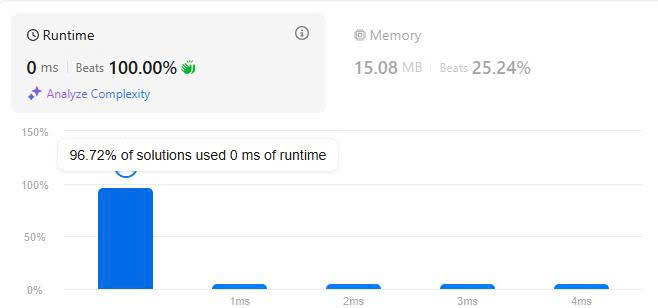 Runtime
0 ms Beats 100.00%
Analyze Complexity
Memory
15.08 MB Beats 25.24%
150%
96.72% of solutions used 0 ms of runtime
100%
50%
0%
1ms 2ms 3ms 4ms